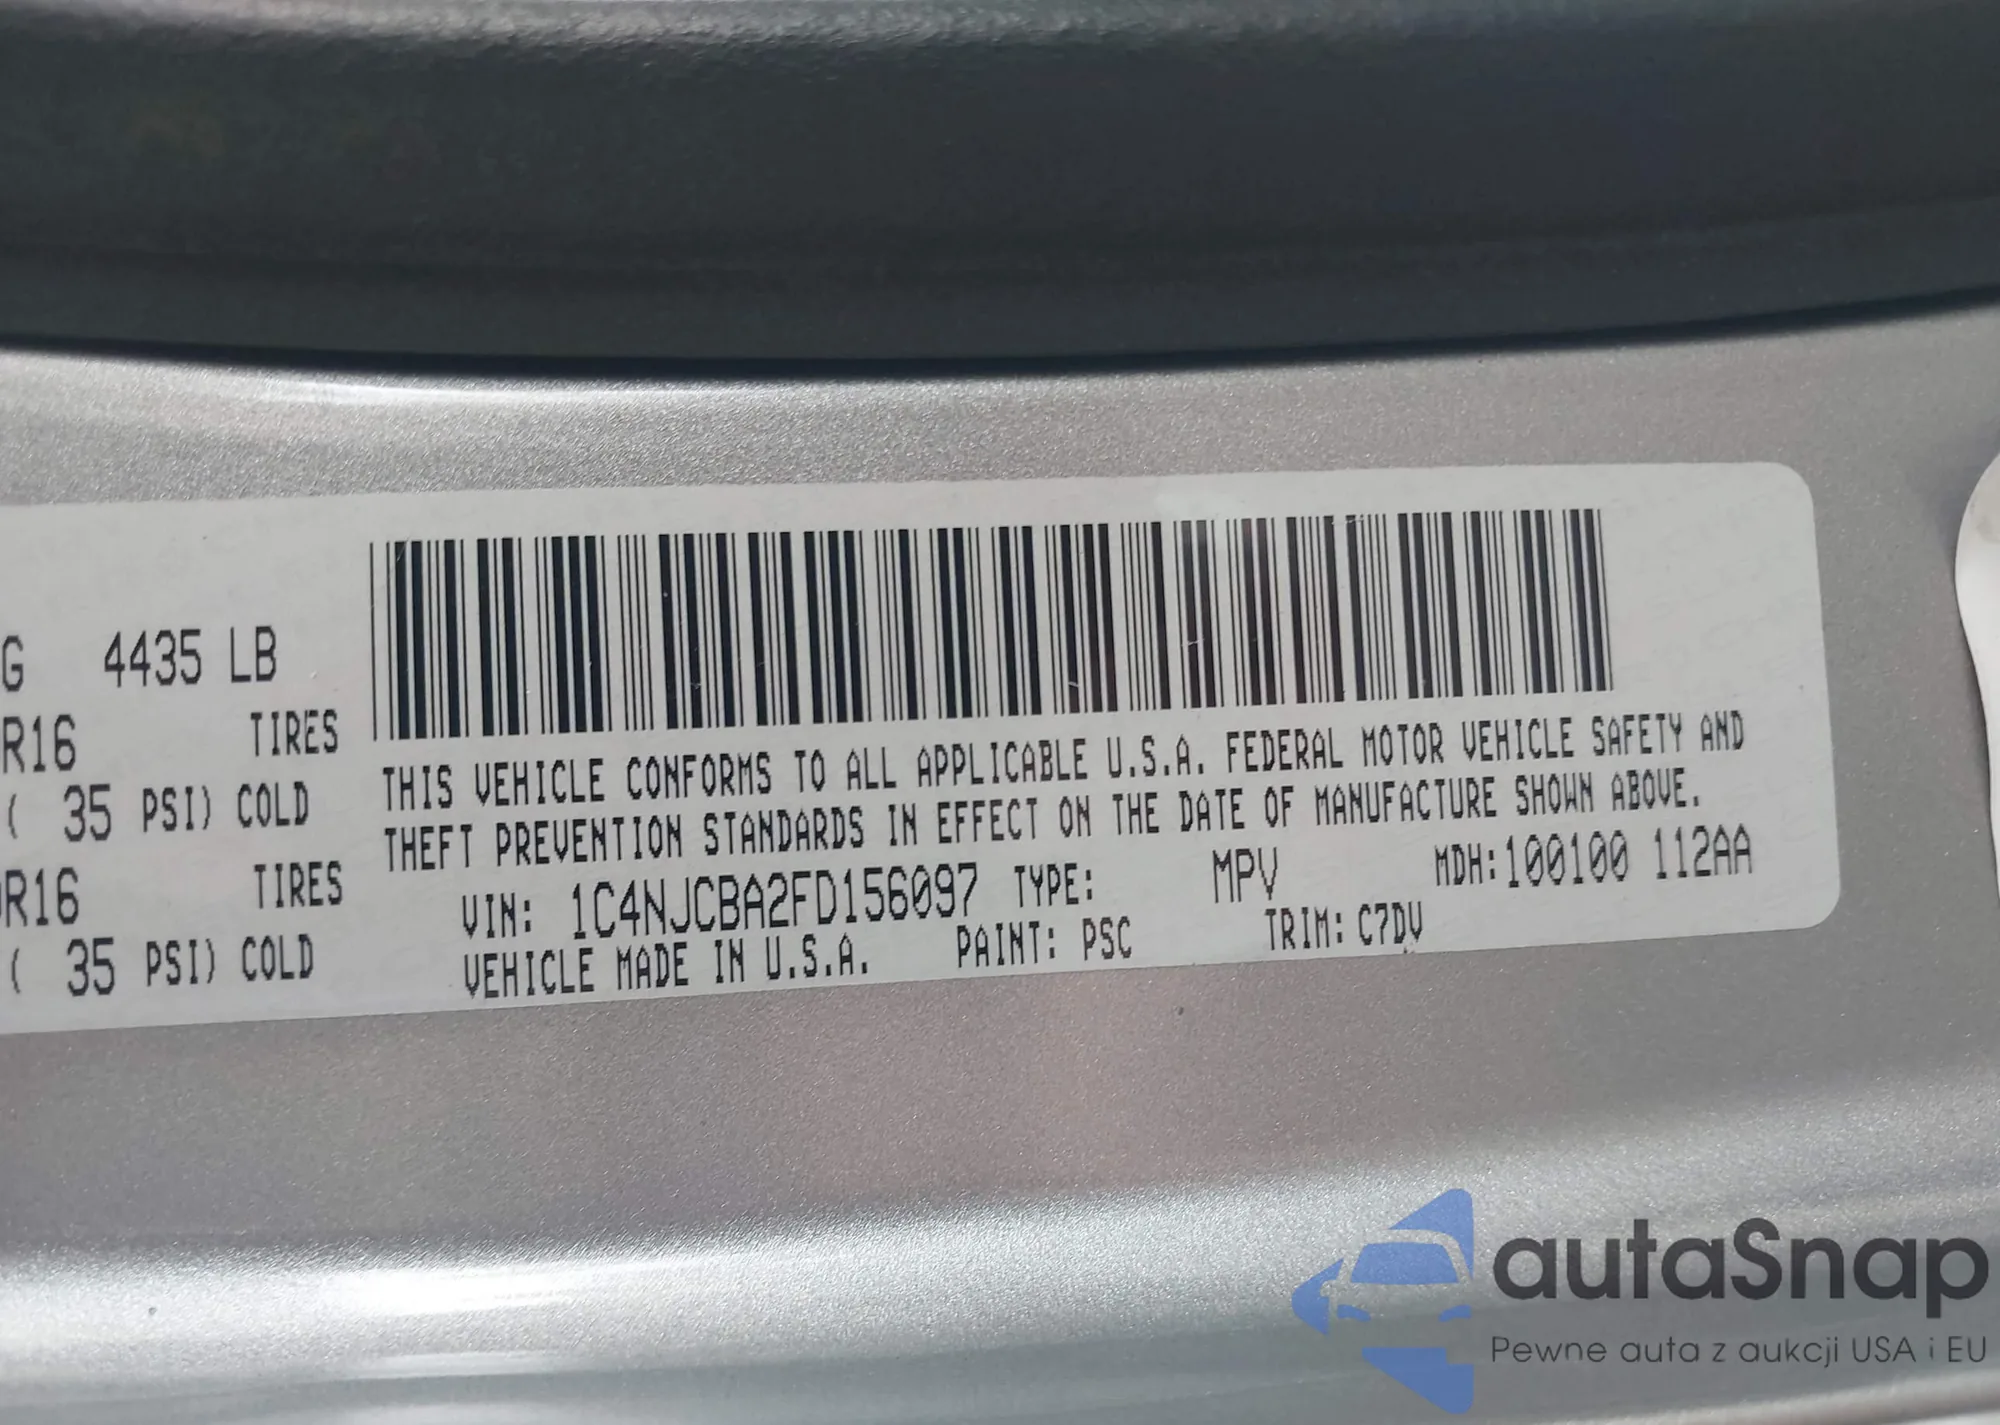 G 4435 LB
R16 TIRES
( 35 PSI) COLD
R16 TIRES
( 35 PSI) COLD
THIS VEHICLE CONFORMS TO ALL APPLICABLE U.S.A. FEDERAL MOTOR VEHICLE SAFETY AND
THEFT PREVENTION STANDARDS IN EFFECT ON THE DATE OF MANUFACTURE SHOWN ABOVE.
VIN: 1C4NJCBA2FD156097 TYPE: MPV MDH:100100 112AA
VEHICLE MADE IN U.S.A. PAINT: PSC TRIM: C7DV
autaSnap
Pewne auta z aukcji USA i EU